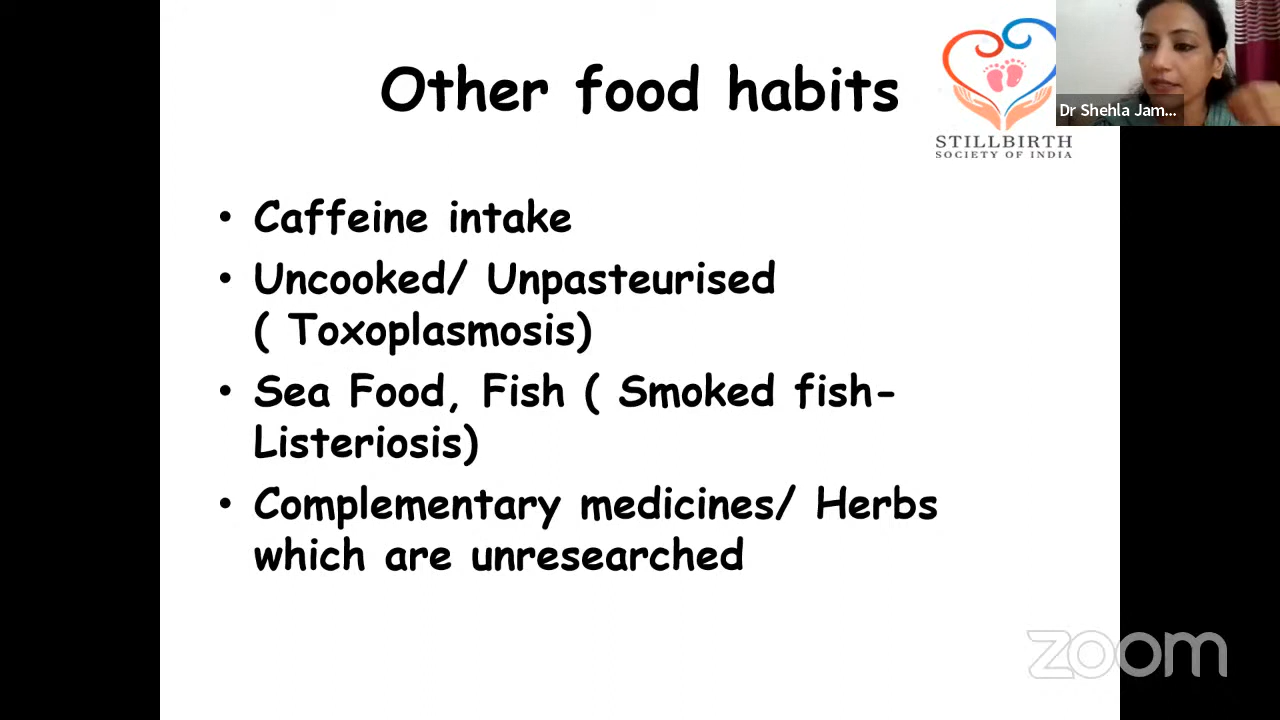 Other food habits
STILLBIRTH
SOCIETY OF INDIA
Dr Shehla Jam...
• Caffeine intake
• Uncooked/ Unpasteurised
( Toxoplasmosis)
• Sea Food, Fish ( Smoked fish-
Listeriosis)
• Complementary medicines/ Herbs
which are unresearched
zoom